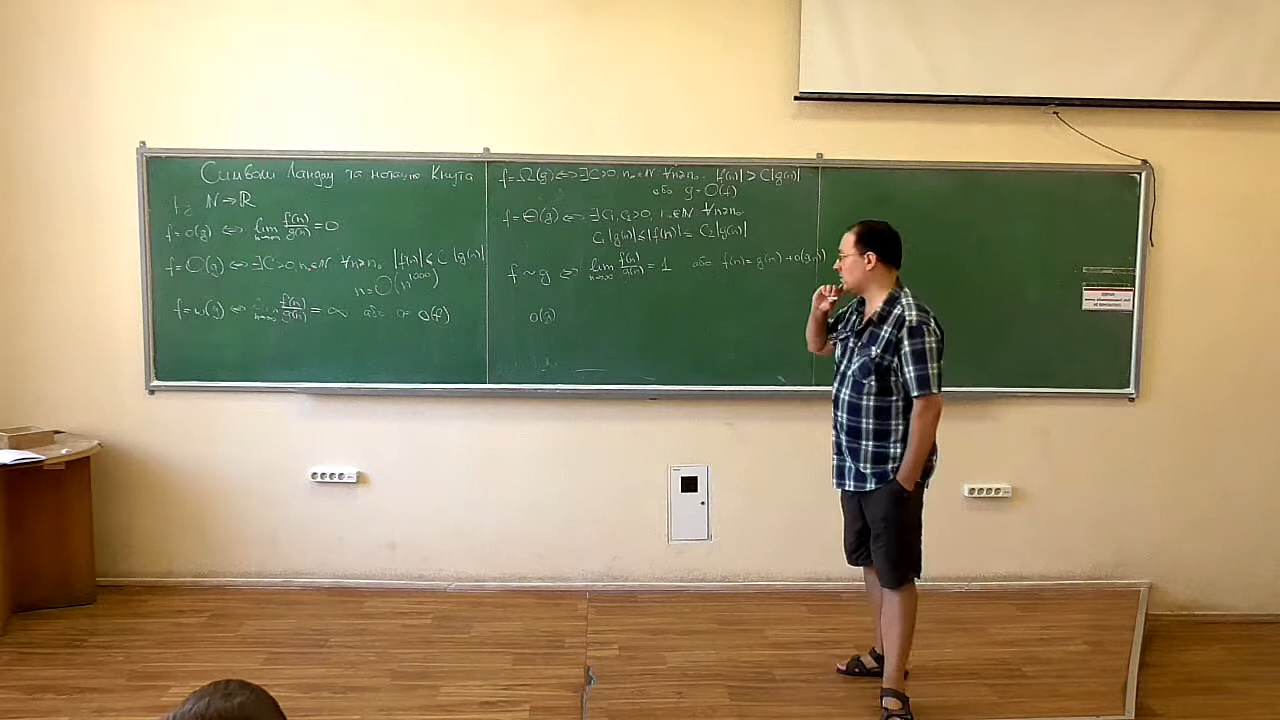 Символи Ландау та нотація Кнута
f, g: N→R
f=o(g) ⇔ lim n→∞ f(n)/g(n) = 0
f=O(g) ⇔ ∃C>0, n₀∈N ∀n≥n₀ |f(n)| ≤ C|g(n)|
n=O(n¹⁰⁰⁰)
f=ω(g) ⇔ lim n→∞ f(n)/g(n) = ∞ або g=o(f)
f=Ω(g) ⇔ ∃C>0, n₀∈N ∀n≥n₀ |f(n)| > C|g(n)|
або g=O(f)
f=Θ(g) ⇔ ∃C₁,C₂>0, n₀∈N ∀n≥n₀
C₁|g(n)| ≤ |f(n)| ≤ C₂|g(n)|
f∼g ⇔ lim n→∞ f(n)/g(n) = 1 або f(n)=g(n)+o(g(n))
o(g)